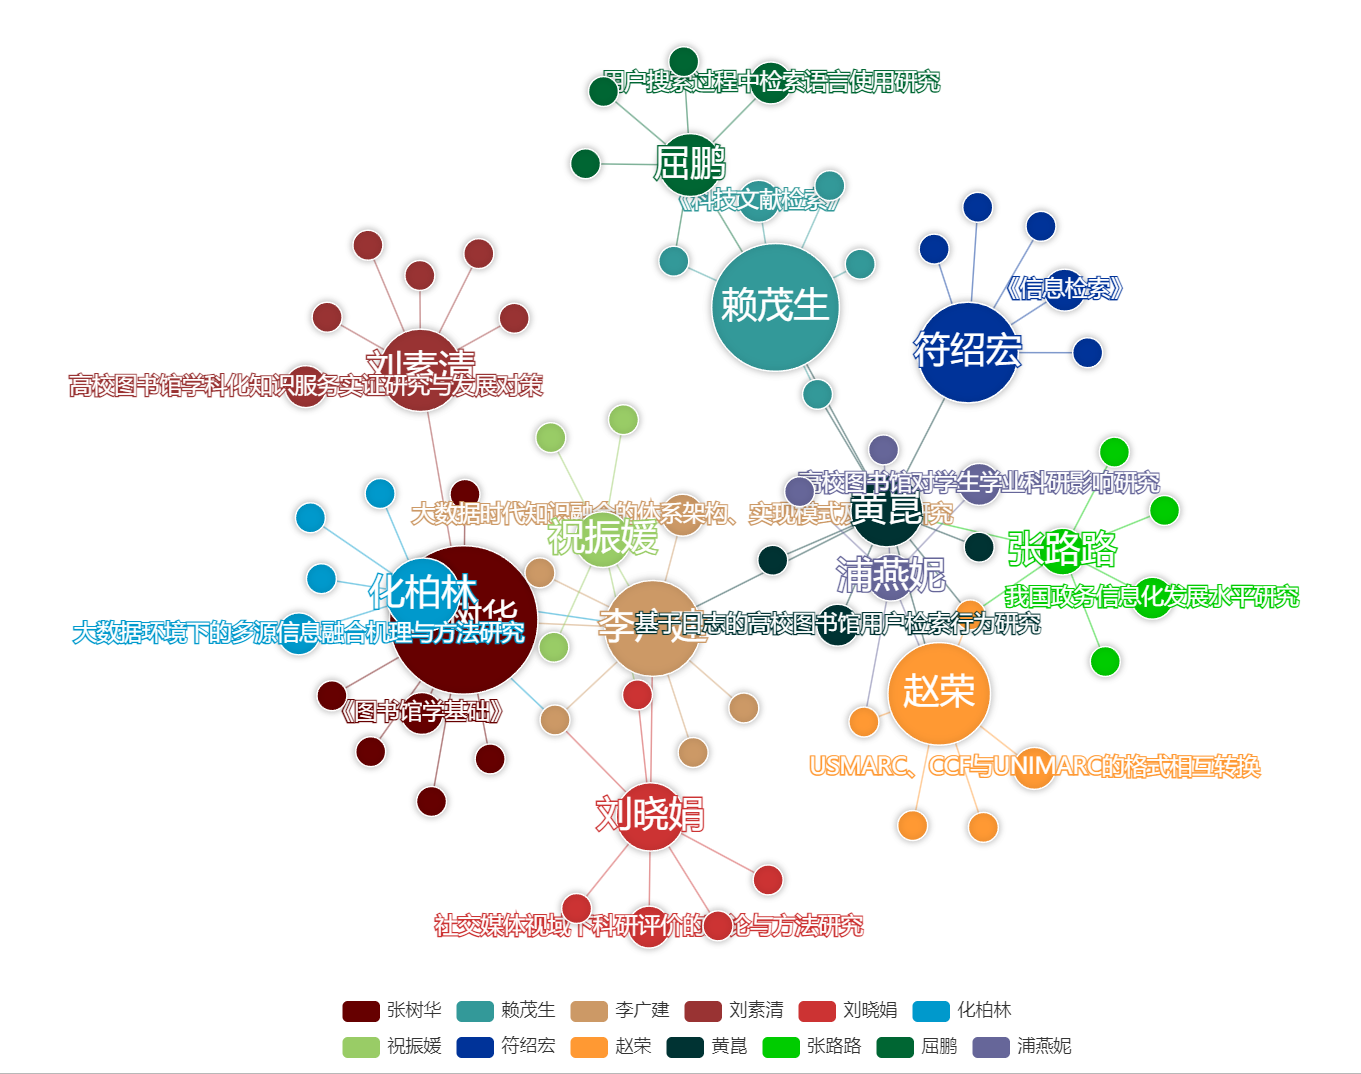 用户搜索过程中检索语言使用研究
屈鹏
《科技文献检索》
《信息检索》
赖茂生
符绍宏
刘素清
高校图书馆学科化知识服务实证研究与发展对策
高校图书馆对学生学业科研影响研究
大数据时代知识融合的体系架构、实现模式及 研究
黄崑
祝振媛
张路路
浦燕妮
化柏林
我国政务信息化发展水平研究
树华
李广建
基于日志的高校图书馆用户检索行为研究
大数据环境下的多源信息融合机理与方法研究
赵荣
《图书馆学基础》
USMARC、CCF与UNIMARC的格式相互转换
刘晓娟
社交媒体视域下科研评价的 论与方法研究
张树华 赖茂生 李广建 刘素清 刘晓娟 化柏林
祝振媛 符绍宏 赵荣 黄崑 张路路 屈鹏 浦燕妮